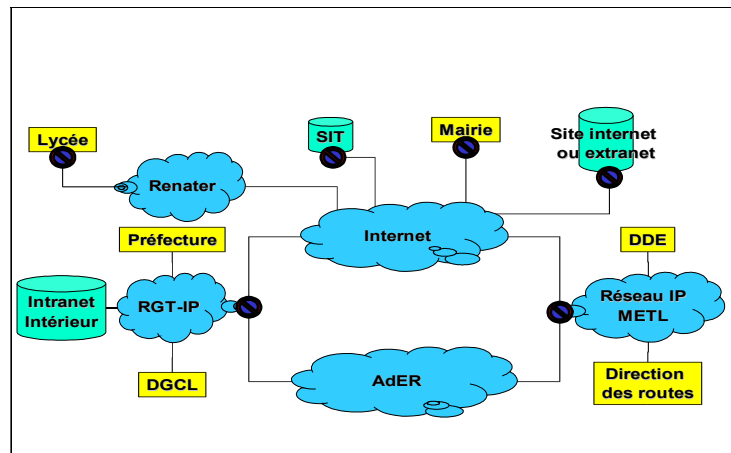 Lycée
SIT
Mairie
Site internet
ou extranet
Renater
Préfecture
Internet
DDE
Intranet
Intérieur
RGT-IP
Réseau IP
METL
DGCL
AdER
Direction
des routes